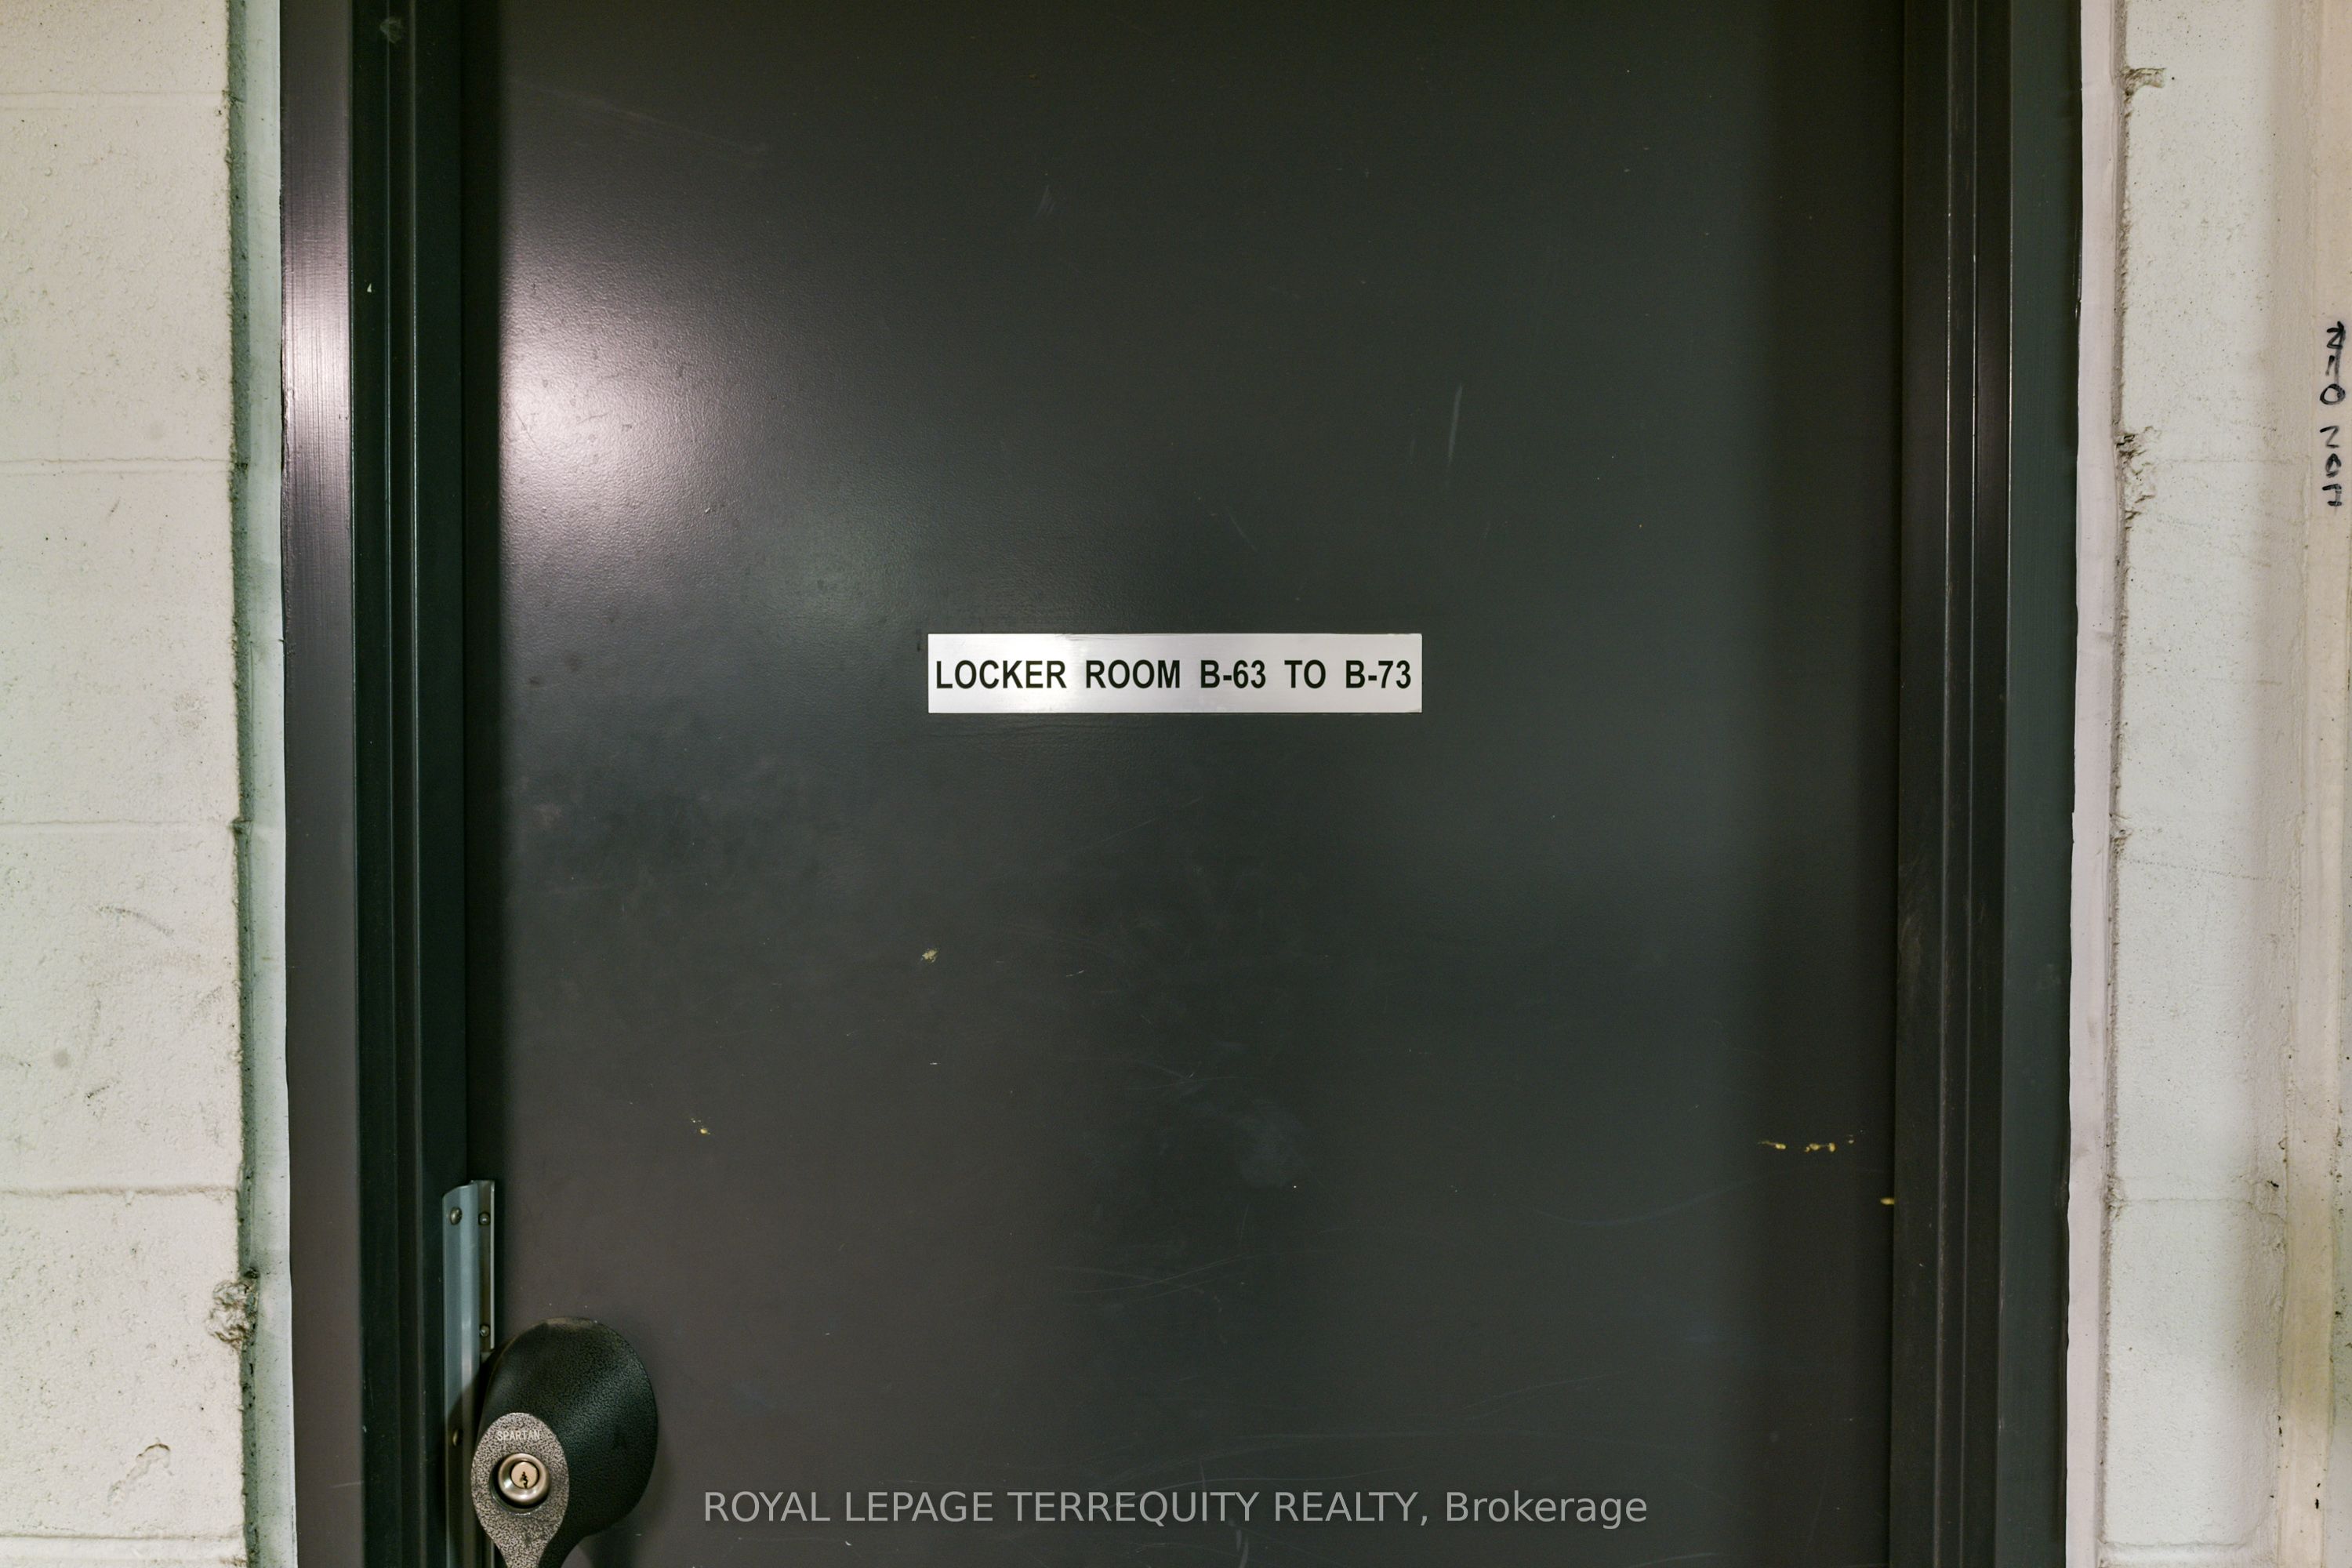 LOCKER ROOM B-63 TO B-73
SPARTAN
ROYAL LEPAGE TERREQUITY REALTY, Brokerage